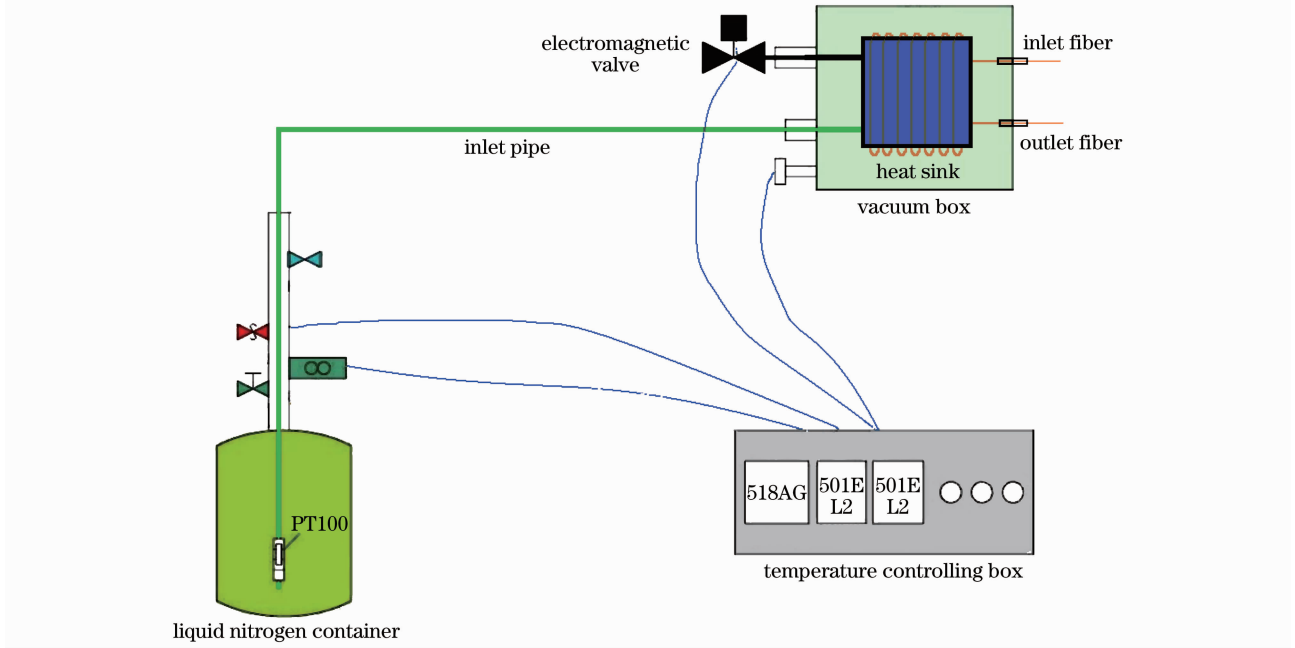 electromagnetic
valve
inlet fiber
outlet fiber
heat sink
vacuum box
inlet pipe
PT100
liquid nitrogen container
518AG
501E
L2
501E
L2
temperature controlling box